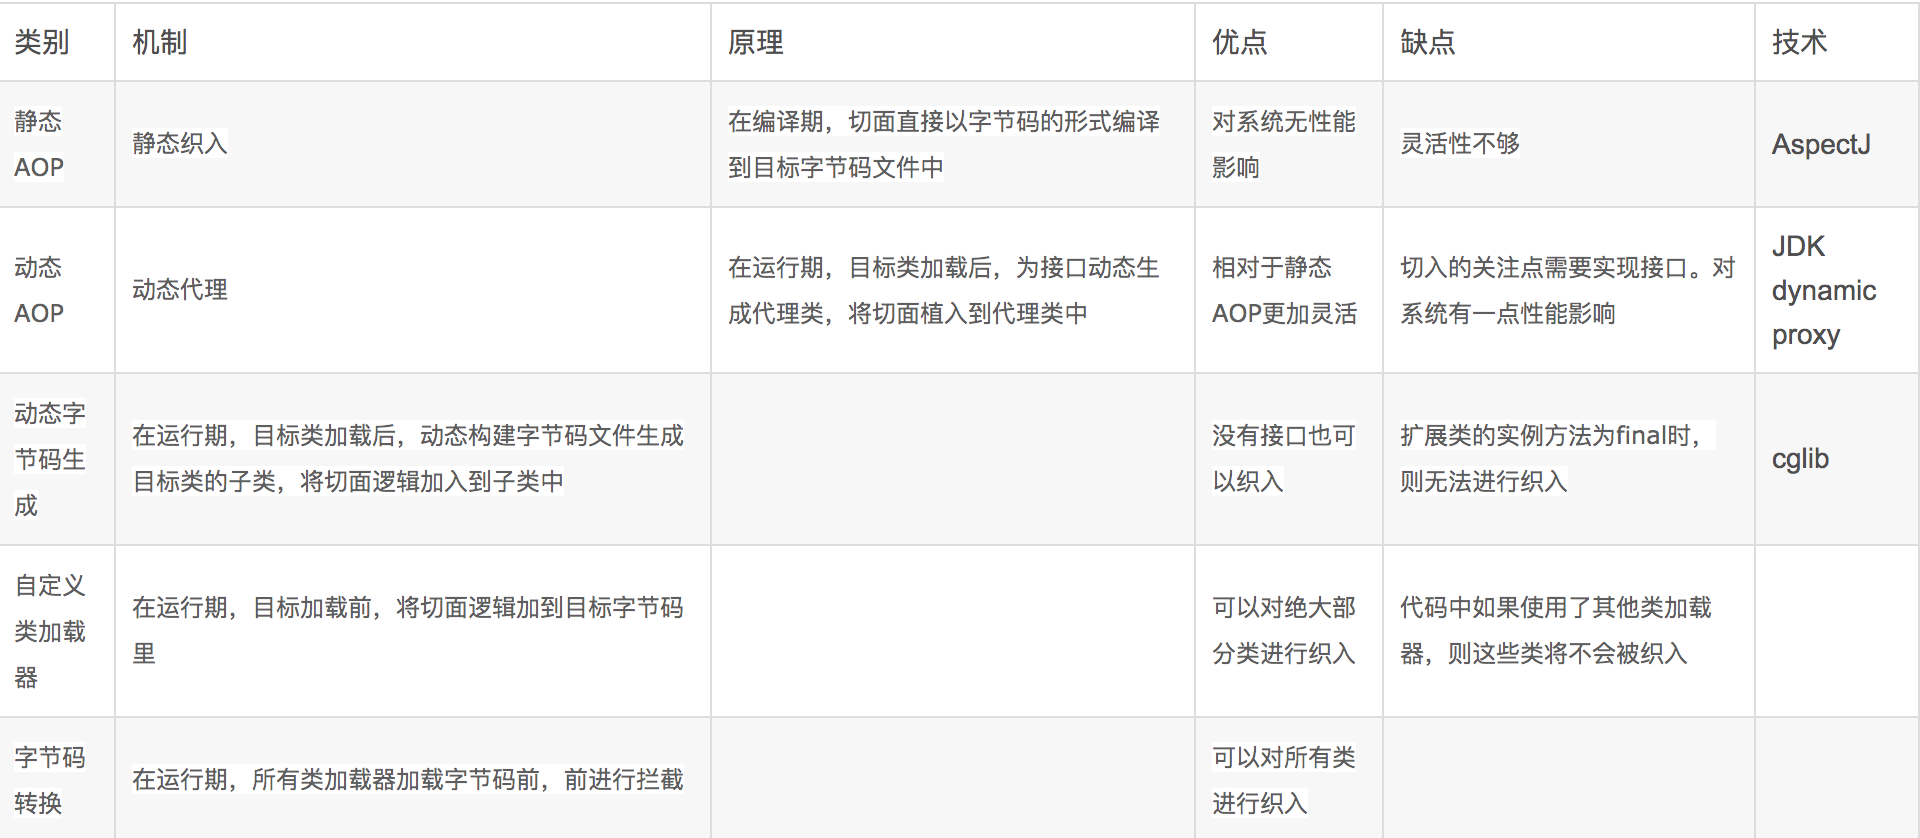 类别
机制
原理
优点
缺点
技术
静态
AOP
静态织入
在编译期，切面直接以字节码的形式编译
到目标字节码文件中
对系统无性能
影响
灵活性不够
AspectJ
动态
AOP
动态代理
在运行期，目标类加载后，为接口动态生
成代理类，将切面植入到代理类中
相对于静态
AOP更加灵活
切入的关注点需要实现接口。对
系统有一点性能影响
JDK
dynamic
proxy
动态字
节码生
成
在运行期，目标类加载后，动态构建字节码文件生成
目标类的子类，将切面逻辑加入到子类中
没有接口也可
以织入
扩展类的实例方法为final时，
则无法进行织入
cglib
自定义
类加载
器
在运行期，目标加载前，将切面逻辑加到目标字节码
里
可以对绝大部
分类进行织入
代码中如果使用了其他类加载
器，则这些类将不会被织入
字节码
转换
在运行期，所有类加载器加载字节码前，前进行拦截
可以对所有类
进行织入